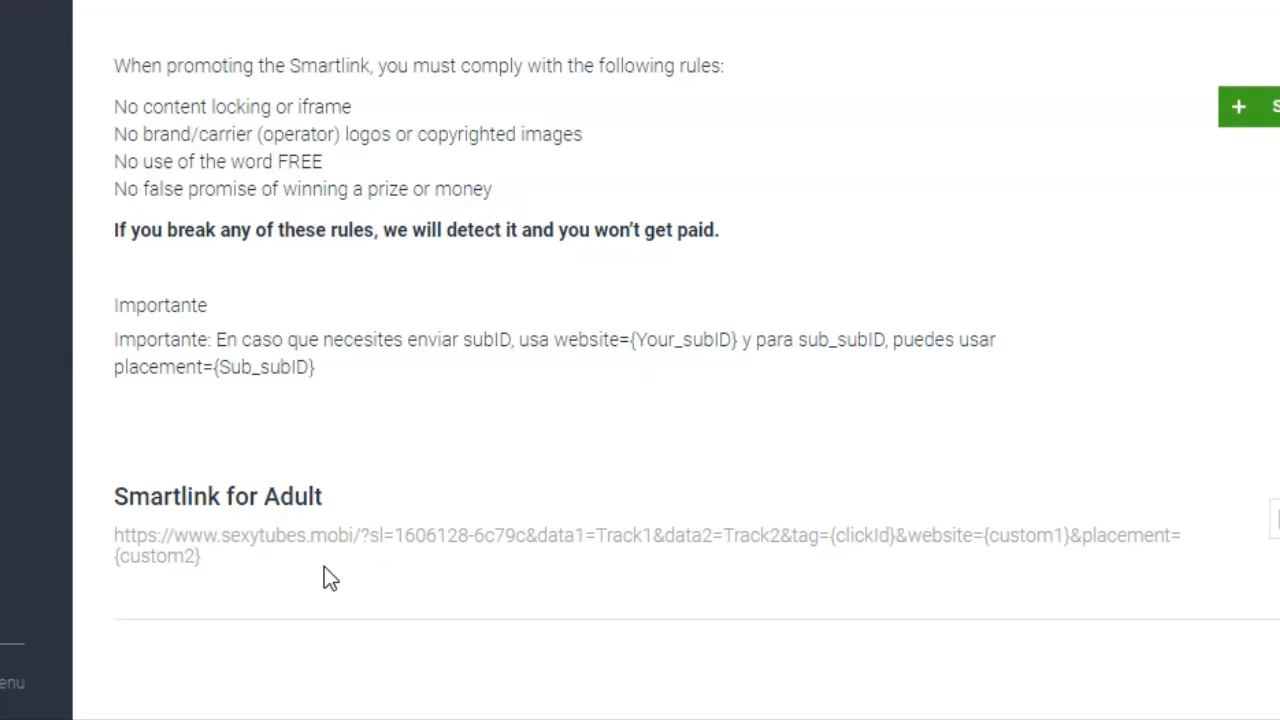 When promoting the Smartlink, you must comply with the following rules:
No content locking or iframe
+ S
No brand/carrier (operator) logos or copyrighted images
No use of the word FREE
No false promise of winning a prize or money
If you break any of these rules, we will detect it and you won't get paid.
Importante
Importante: En caso que necesites enviar subID, usa website={Your_subID} y para sub_subID, puedes usar
placement={Sub_subID}
Smartlink for Adult
https://www.sexytubes.mobi/?sl=1606128-6c79c&data1=Track1&data2=Track2&tag={clickId}&website={custom1}&placement=
{custom2}
enu